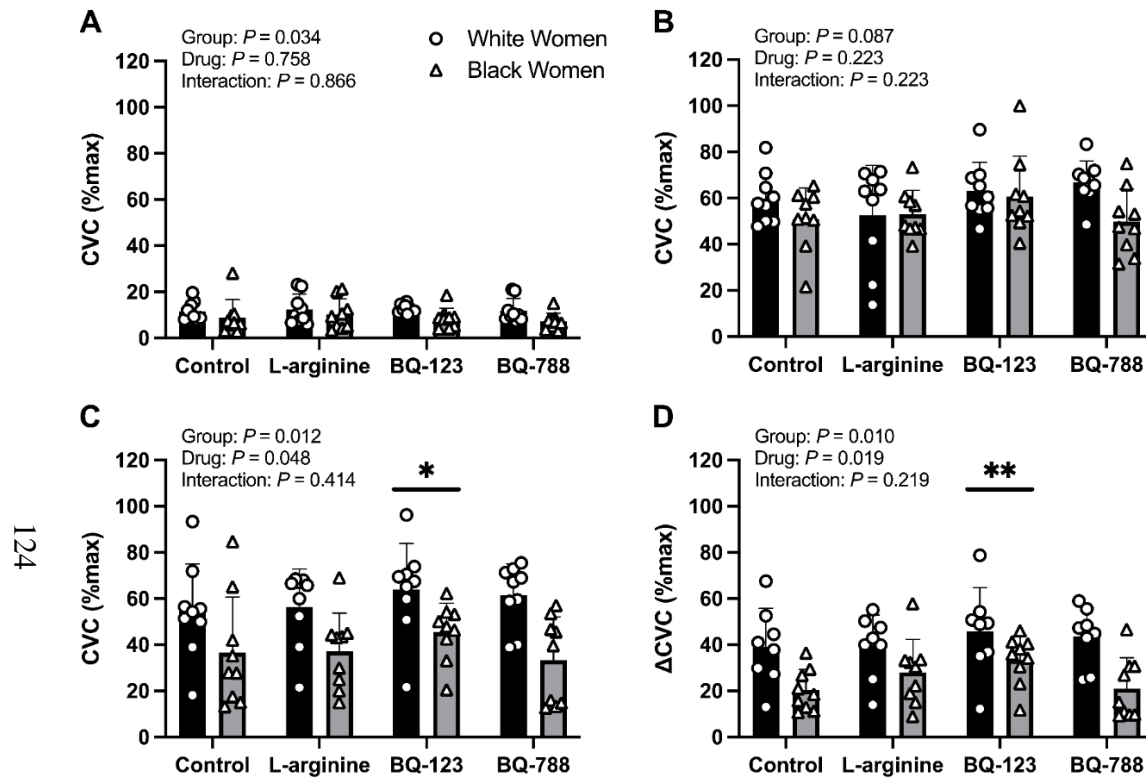 A
Group: P = 0.034
Drug: P = 0.758
Interaction: P = 0.866
White Women
Black Women
CVC (%max)
120
100
80
60
40
20
0
Control L-arginine BQ-123 BQ-788
B
Group: P = 0.087
Drug: P = 0.223
Interaction: P = 0.223
CVC (%max)
120
100
80
60
40
20
0
Control L-arginine BQ-123 BQ-788
C
Group: P = 0.012
Drug: P = 0.048
Interaction: P = 0.414
*
CVC (%max)
120
100
80
60
40
20
0
Control L-arginine BQ-123 BQ-788
D
Group: P = 0.010
Drug: P = 0.019
Interaction: P = 0.219
**
ΔCVC (%max)
120
100
80
60
40
20
0
Control L-arginine BQ-123 BQ-788
124